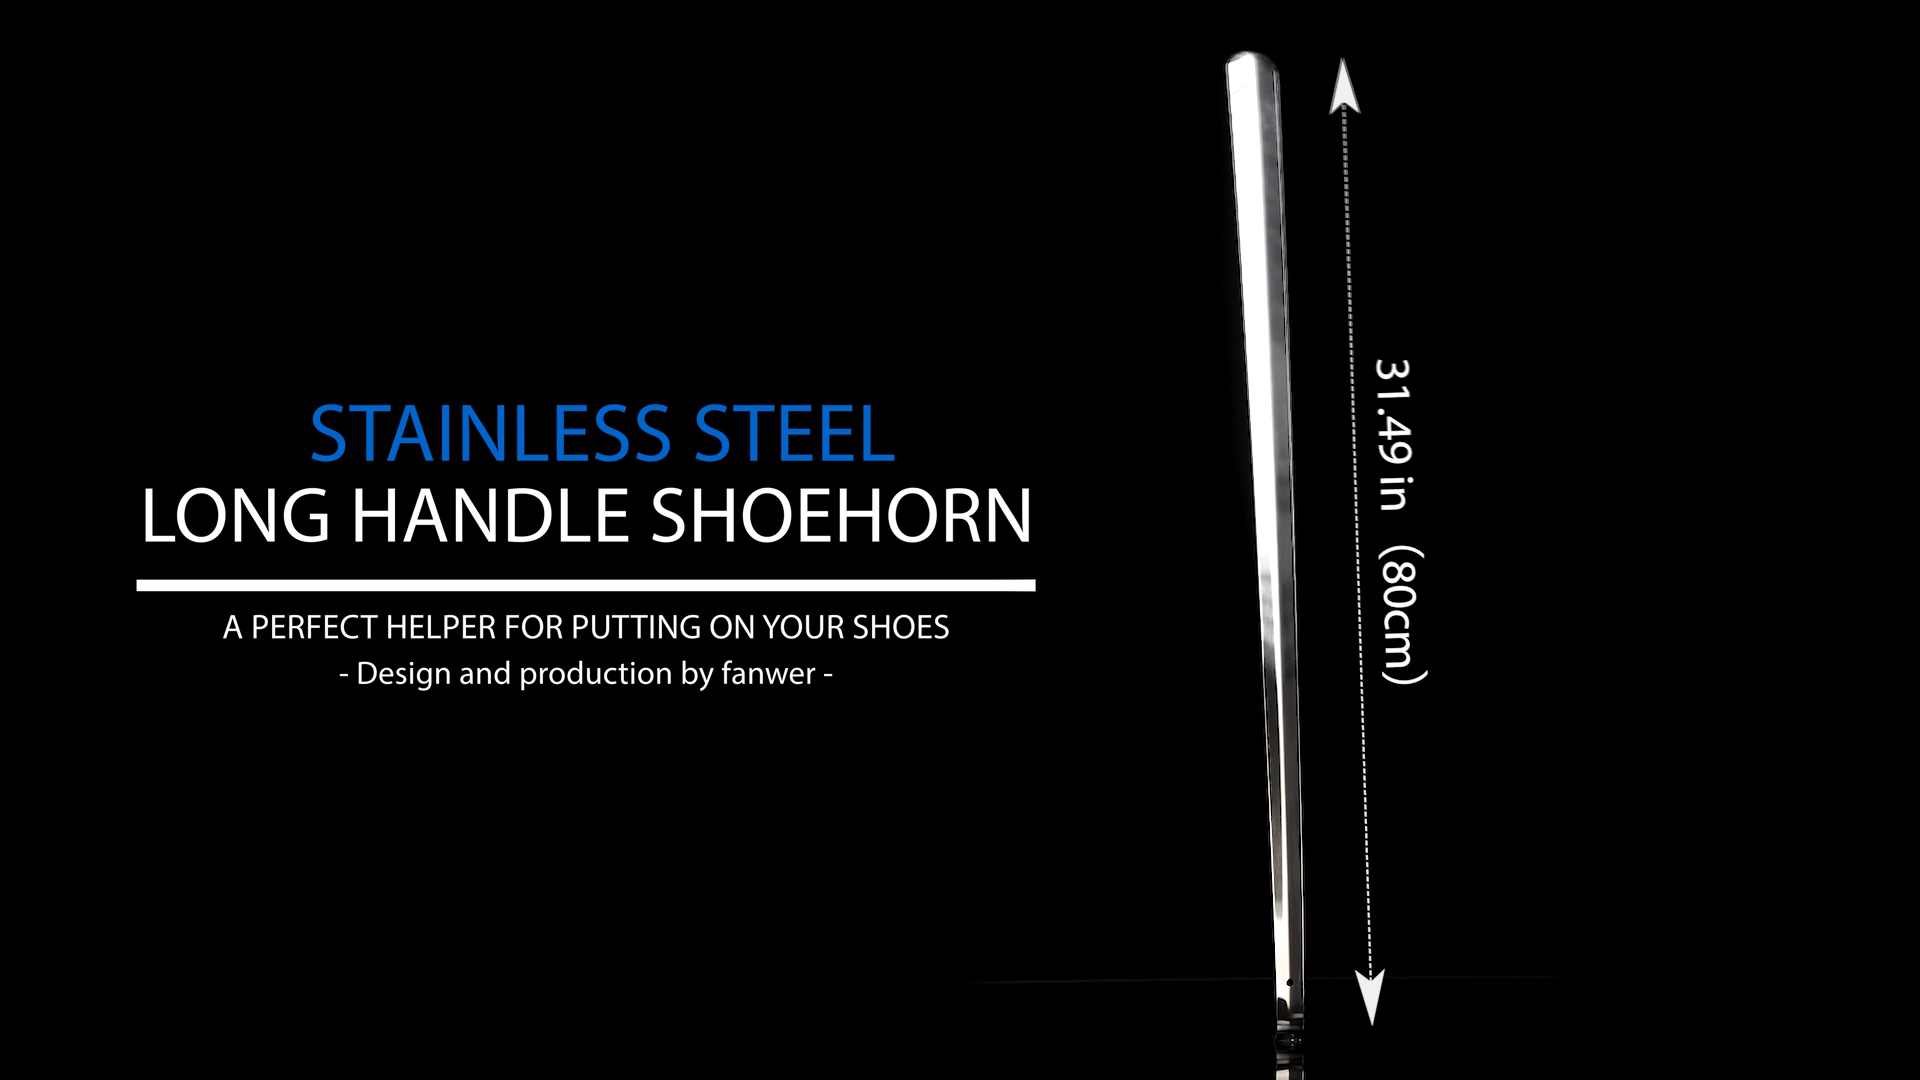 STAINLESS STEEL
LONG HANDLE SHOEHORN
A PERFECT HELPER FOR PUTTING ON YOUR SHOES
- Design and production by fanwer -
31.49 in (80cm)